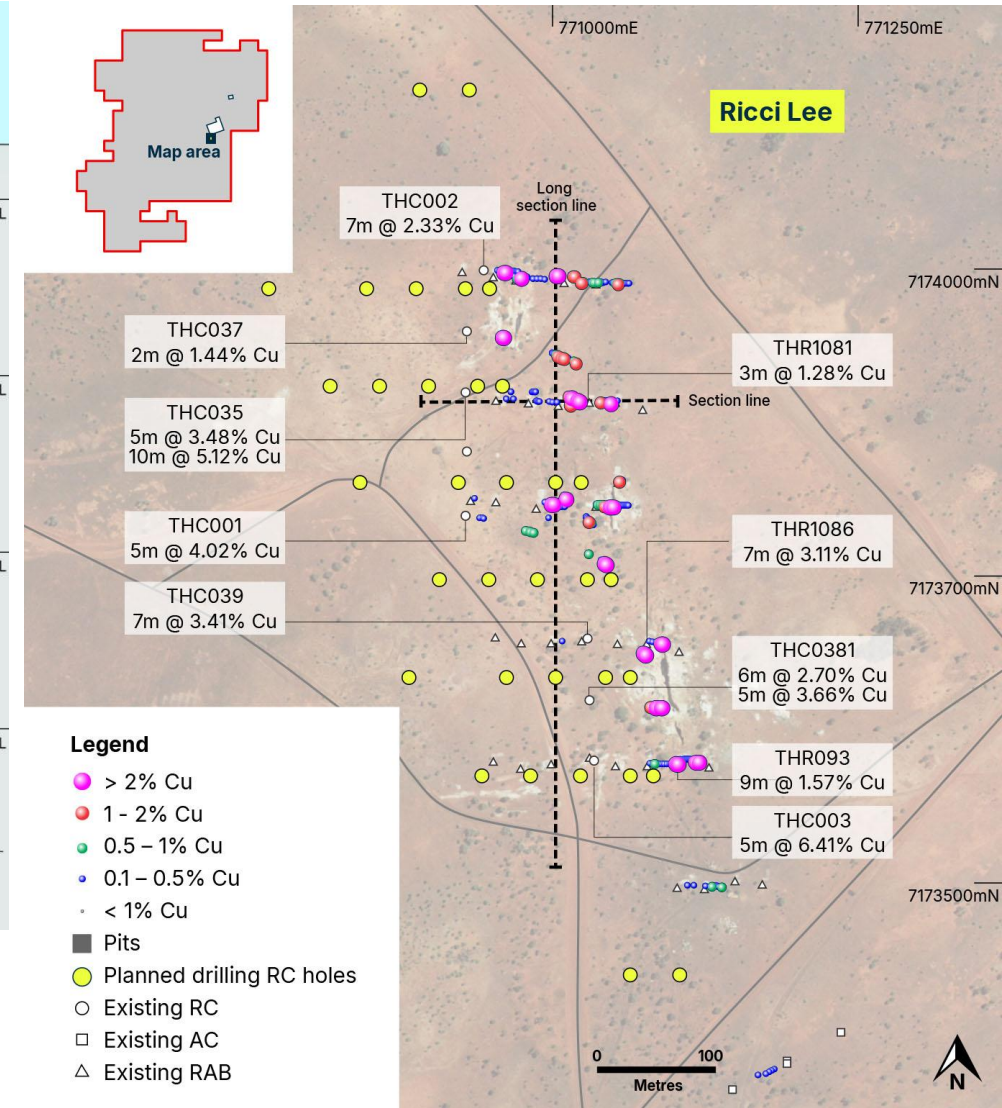 771000mE
771250mE
Ricci Lee
Map area
THC002
7m @ 2.33% Cu
Long
section line
7174000mN
THC037
2m @ 1.44% Cu
THR1081
3m @ 1.28% Cu
Section line
THC035
5m @ 3.48% Cu
10m @ 5.12% Cu
THC001
5m @ 4.02% Cu
THR1086
7m @ 3.11% Cu
7173700mN
THC039
7m @ 3.41% Cu
THC0381
6m @ 2.70% Cu
5m @ 3.66% Cu
THR093
9m @ 1.57% Cu
THC003
5m @ 6.41% Cu
7173500mN
Legend
> 2% Cu
1 - 2% Cu
0.5 – 1% Cu
0.1 – 0.5% Cu
< 1% Cu
Pits
Planned drilling RC holes
Existing RC
Existing AC
Existing RAB
0 100
Metres
N